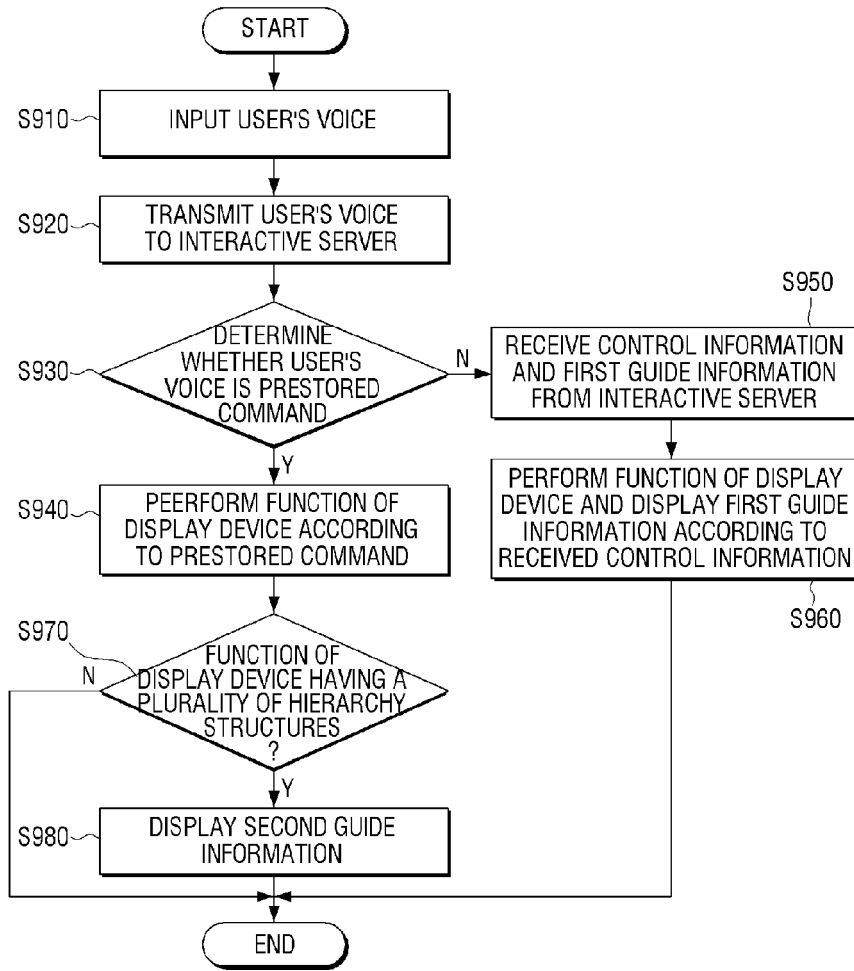 START
S910
INPUT USER'S VOICE
S920
TRANSMIT USER'S VOICE
TO INTERACTIVE SERVER
S930
DETERMINE
WHETHER USER'S
VOICE IS PRESTORED
COMMAND
N
Y
S950
RECEIVE CONTROL INFORMATION
AND FIRST GUIDE INFORMATION
FROM INTERACTIVE SERVER
S940
PEERFORM FUNCTION OF
DISPLAY DEVICE ACCORDING
TO PRESTORED COMMAND
PERFORM FUNCTION OF DISPLAY
DEVICE AND DISPLAY FIRST GUIDE
INFORMATION ACCORDING TO
RECEIVED CONTROL INFORMATION
S960
S970
N
FUNCTION OF
DISPLAY DEVICE HAVING A
PLURALITY OF HIERARCHY
STRUCTURES
?
Y
S980
DISPLAY SECOND GUIDE
INFORMATION
END